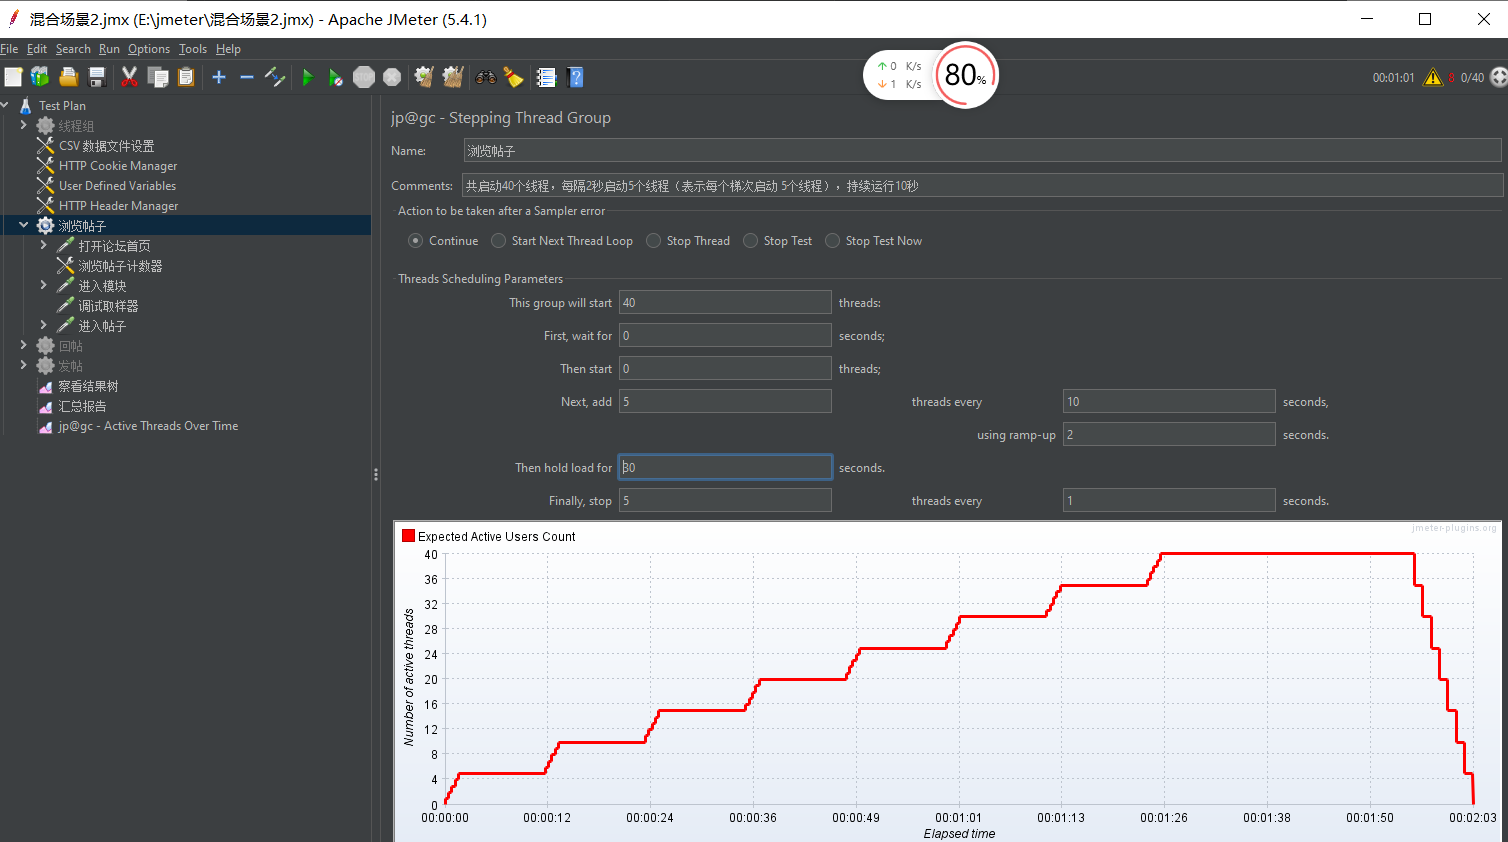 混合场景2.jmx (E:\jmeter\混合场景2.jmx) - Apache JMeter (5.4.1)
File Edit Search Run Options Tools Help
0 K/s
1 K/s
80%
00:01:01 8 0/40
Test Plan
线程组
CSV 数据文件设置
HTTP Cookie Manager
User Defined Variables
HTTP Header Manager
浏览帖子
打开论坛首页
浏览帖子计数器
进入模块
调试取样器
进入帖子
回帖
发帖
察看结果树
汇总报告
jp@gc - Active Threads Over Time
jp@gc - Stepping Thread Group
Name: 浏览帖子
Comments: 共启动40个线程，每隔2秒启动5个线程（表示每个梯次启动 5个线程），持续运行10秒
Action to be taken after a Sampler error
Continue Start Next Thread Loop Stop Thread Stop Test Stop Test Now
Threads Scheduling Parameters
This group will start 40 threads:
First, wait for 0 seconds;
Then start 0 threads;
Next, add 5 threads every 10 seconds,
using ramp-up 2 seconds.
Then hold load for 30 seconds.
Finally, stop 5 threads every 1 seconds.
jmeter-plugins.org
Expected Active Users Count
Number of active threads
40
36
32
28
24
20
16
12
8
4
0
00:00:00 00:00:12 00:00:24 00:00:36 00:00:49 00:01:01 00:01:13 00:01:26 00:01:38 00:01:50 00:02:03
Elapsed time